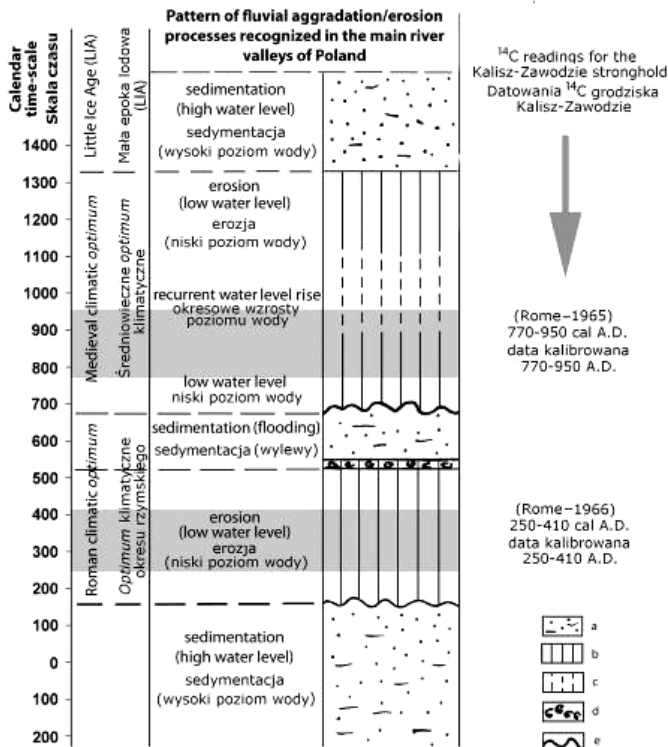 Pattern of fluvial aggradation/erosion
processes recognized in the main river
valleys of Poland
Calendar
time-scale
Skala czasu
Little Ice Age (LIA)
Mała epoka lodowa
(LIA)
sedimentation
(high water level)
sedymentacja
(wysoki poziom wody)
1400
1300
1200
1100
1000
900
800
700
600
500
400
300
200
100
0
100
200
Medieval climatic optimum
Średniowieczne optimum
klimatyczne
erosion
(low water level)
erozja
(niski poziom wody)
recurrent water level rise
okresowe wzrosty
poziomu wody
low water level
niski poziom wody
Roman climatic optimum
Optimum klimatyczne
okresu rzymskiego
sedimentation (flooding)
sedymentacja (wylewy)
erosion
(low water level)
erozja
(niski poziom wody)
sedimentation
(high water level)
sedymentacja
(wysoki poziom wody)
14C readings for the
Kalisz-Zawodzie stronghold
Datowania 14C grodziska
Kalisz-Zawodzie
(Rome–1965)
770-950 cal A.D.
data kalibrowana
770-950 A.D.
(Rome–1966)
250-410 cal A.D.
data kalibrowana
250-410 A.D.
a
b
c
d
e